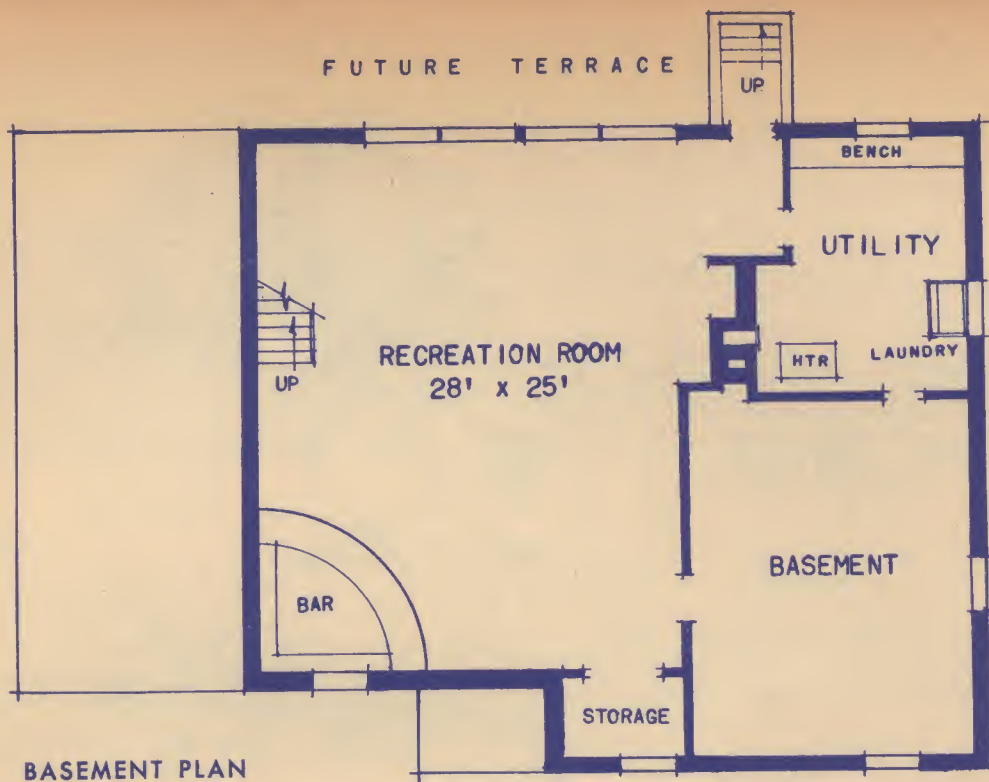 FUTURE TERRACE
UP
BENCH
UTILITY
RECREATION ROOM
28' X 25'
HTR
LAUNDRY
UP
BASEMENT
BAR
STORAGE
BASEMENT PLAN